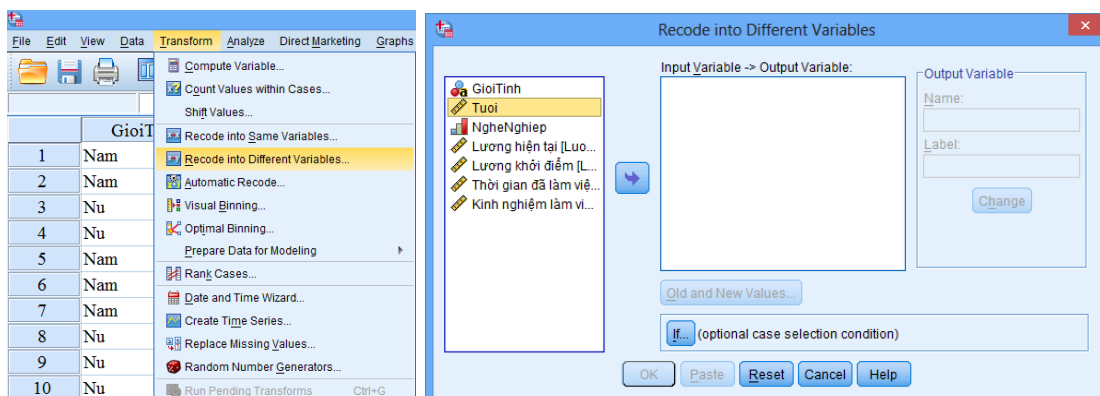 File Edit View Data Transform Analyze Direct Marketing Graphs
Compute Variable...
Count Values within Cases...
Shift Values...
Recode into Same Variables...
Recode into Different Variables...
Automatic Recode...
Visual Binning...
Optimal Binning...
Prepare Data for Modeling
Rank Cases...
Date and Time Wizard...
Create Time Series...
Replace Missing Values...
Random Number Generators...
Run Pending Transforms Ctrl+G
GioiT
1 Nam
2 Nam
3 Nu
4 Nu
5 Nam
6 Nam
7 Nam
8 Nu
9 Nu
10 Nu
Recode into Different Variables
GioiTinh
Tuoi
NgheNghiep
Lương hiện tại [Luo...
Lương khởi điểm [L...
Thời gian đã làm việ...
Kinh nghiệm làm vi...
Input Variable -> Output Variable:
Output Variable
Name:
Label:
Change
Old and New Values...
If... (optional case selection condition)
OK Paste Reset Cancel Help